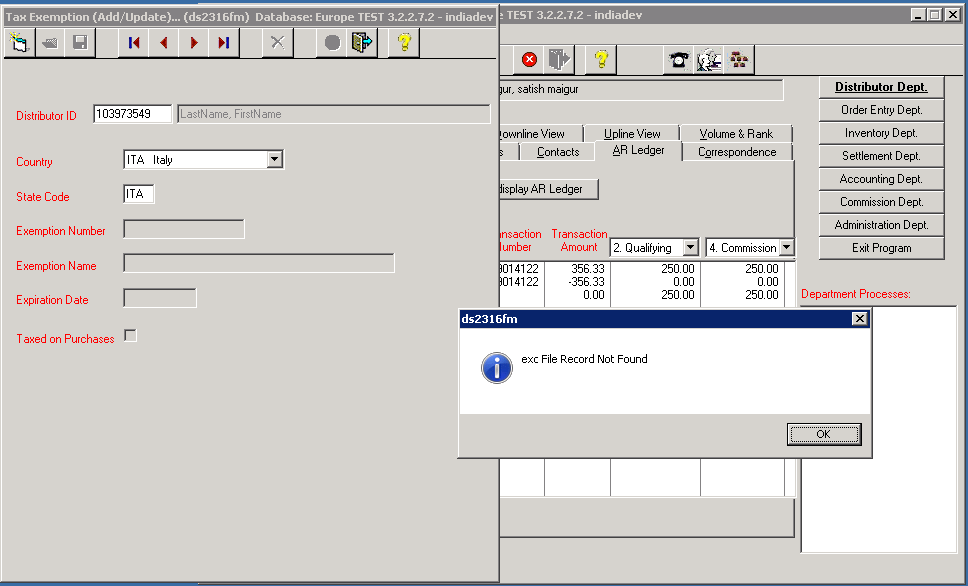 Tax Exemption (Add/Update)... (ds2316fm) Database: Europe TEST 3.2.2.7.2 - indiadev
Distributor ID 103973549 LastName, FirstName
Country ITA Italy
State Code ITA
Exemption Number
Exemption Name
Expiration Date
Taxed on Purchases
TEST 3.2.2.7.2 - indiadev
gur, satish maigur
ownline View Upline View Volume & Rank
s Contacts AR Ledger Correspondence
display AR Ledger
ansaction Transaction
umber Amount 2. Qualifying 4. Commission
9014122 356.33 250.00 250.00
9014122 -356.33 0.00 0.00
0.00 250.00 250.00
Distributor Dept.
Order Entry Dept.
Inventory Dept.
Settlement Dept.
Accounting Dept.
Commission Dept.
Administration Dept.
Exit Program
Department Processes:
ds2316fm
exc File Record Not Found
OK